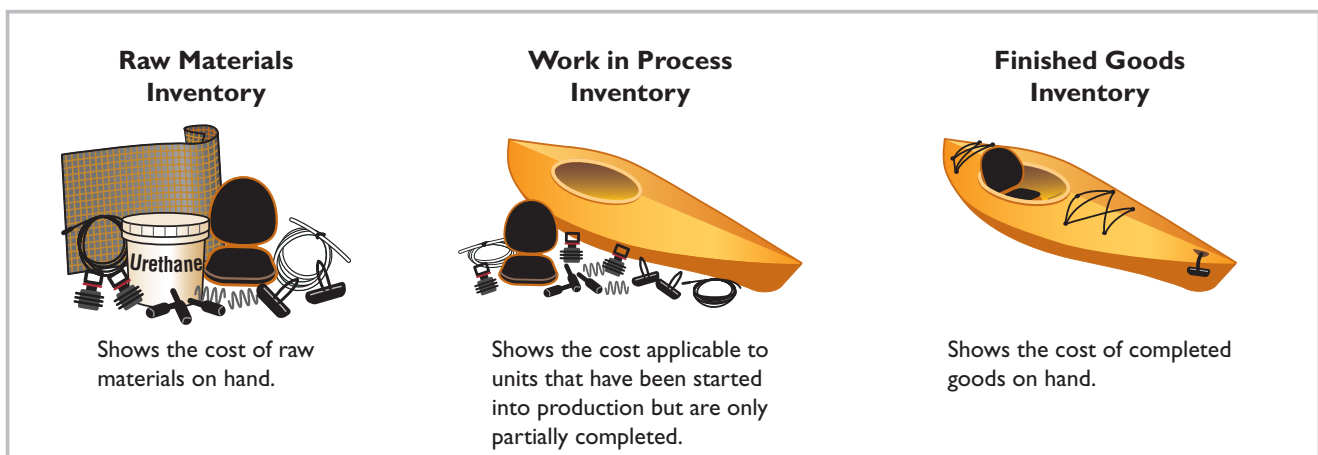 Raw Materials
Inventory
Urethane
Shows the cost of raw
materials on hand.
Work in Process
Inventory
Shows the cost applicable to
units that have been started
into production but are only
partially completed.
Finished Goods
Inventory
Shows the cost of completed
goods on hand.